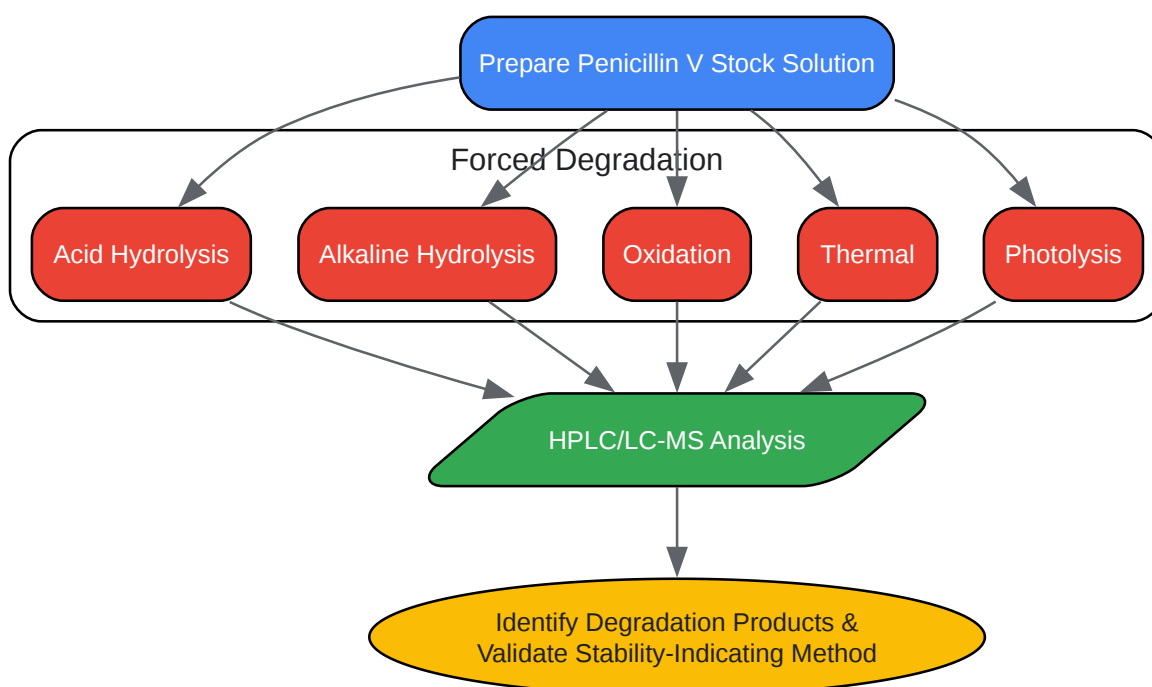 Prepare Penicillin V Stock Solution
Forced Degradation
Acid Hydrolysis
Alkaline Hydrolysis
Oxidation
Thermal
Photolysis
HPLC/LC-MS Analysis
Identify Degradation Products &
Validate Stability-Indicating Method